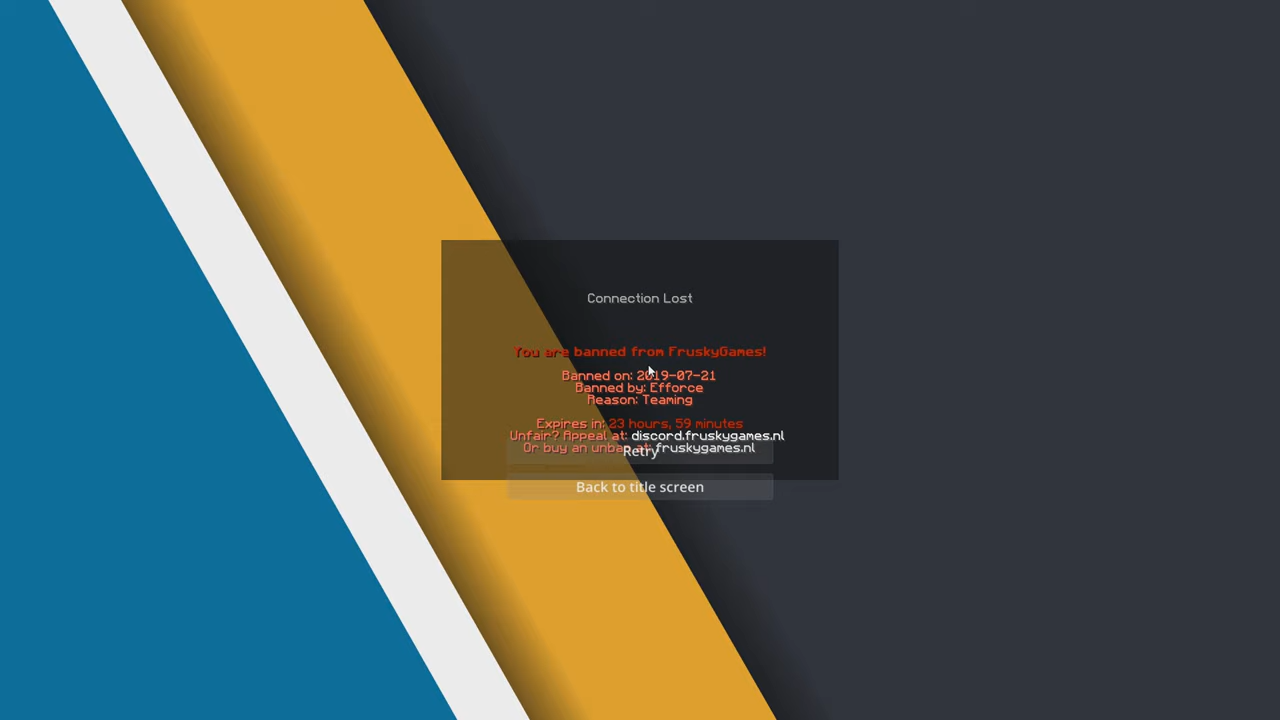 Connection Lost
You are banned from FruskyGames!
Banned on: 2019-07-21
Banned by: Efforce
Reason: Teaming
Expires in: 23 hours, 59 minutes
Unfair? Appeal at: discord.fruskygames.nl
Or buy an unban at: fruskygames.nl
Retry
Back to title screen